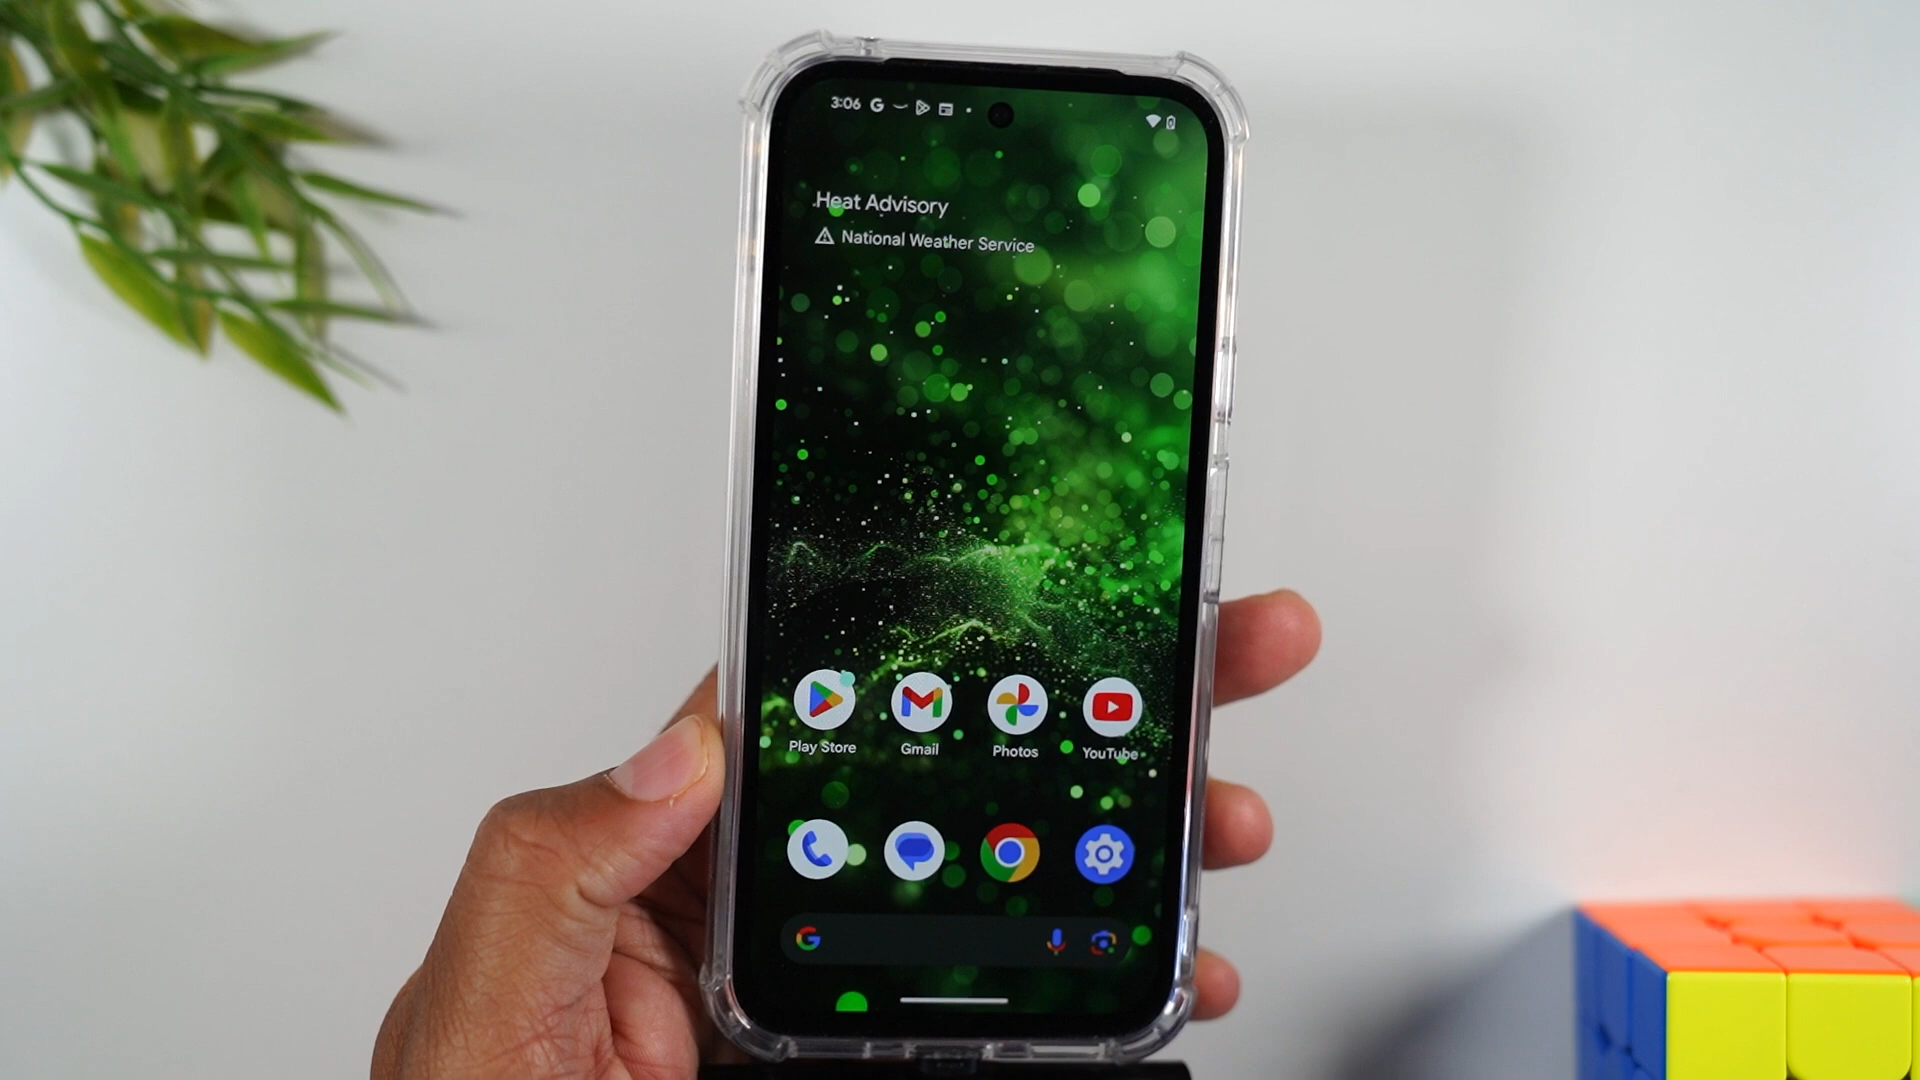 3:06
Heat Advisory
National Weather Service
Play Store
Gmail
Photos
YouTube